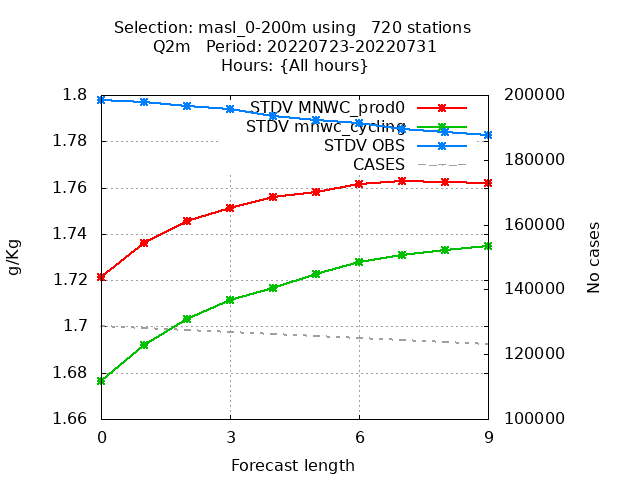 Selection: masl_0-200m using   720 stations
Q2m   Period: 20220723-20220731
Hours: {All hours}
1.8
1.78
1.76
1.74
1.72
1.7
1.68
1.66
g/Kg
STDV MNWC_prod0
STDV mnwc_cycling
STDV OBS
CASES
200000
180000
160000
140000
120000
100000
No cases
0 3 6 9
Forecast length